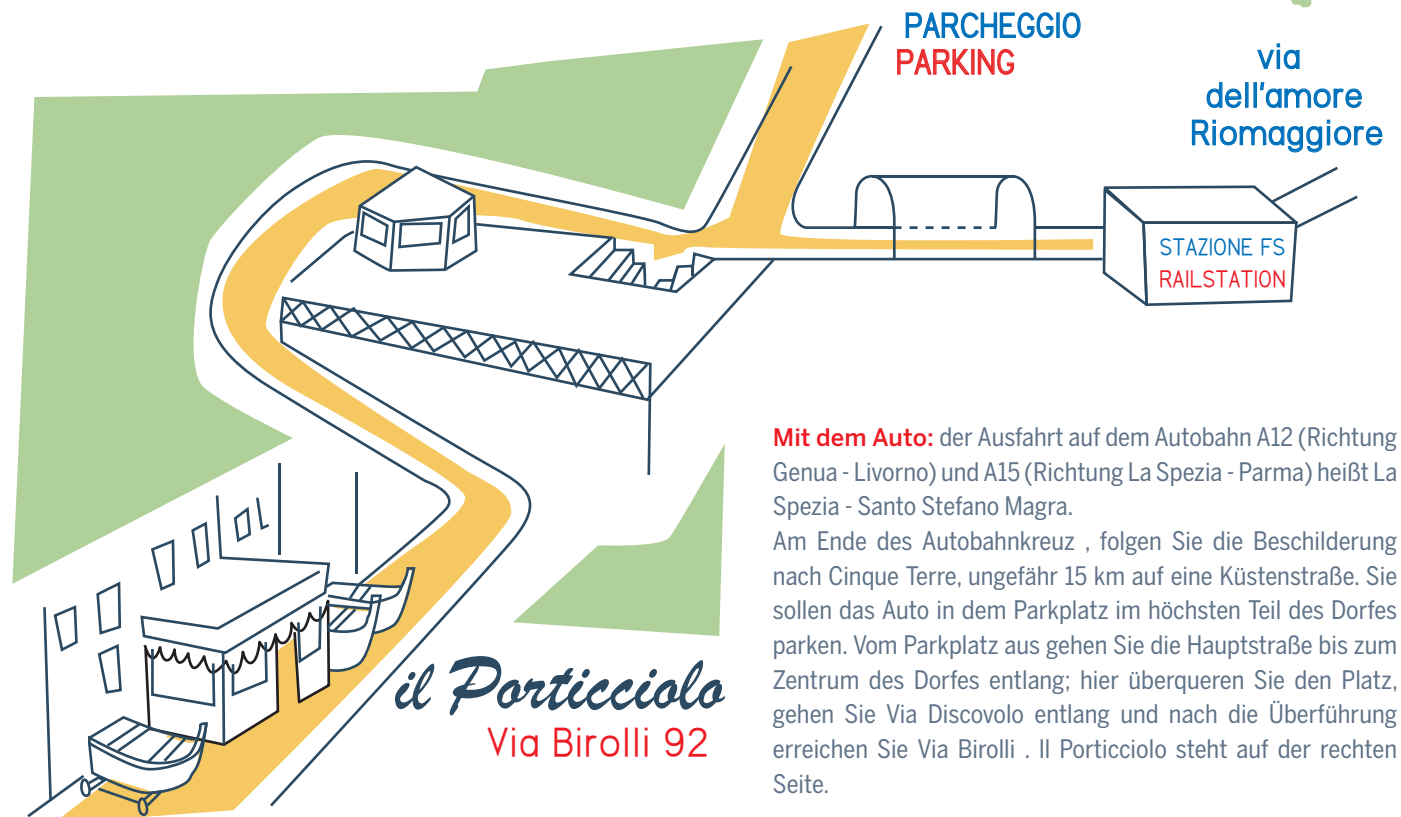 PARCHEGGIO
PARKING
via
dell'amore
Riomaggiore
STAZIONE FS
RAILSTATION
Mit dem Auto: der Ausfahrt auf dem Autobahn A12 (Richtung
Genua - Livorno) und A15 (Richtung La Spezia - Parma) heißt La
Spezia - Santo Stefano Magra.
Am Ende des Autobahnkreuz , folgen Sie die Beschilderung
nach Cinque Terre, ungefähr 15 km auf eine Küstenstraße. Sie
sollen das Auto in dem Parkplatz im höchsten Teil des Dorfes
parken. Vom Parkplatz aus gehen Sie die Hauptstraße bis zum
Zentrum des Dorfes entlang; hier überqueren Sie den Platz,
gehen Sie Via Discovolo entlang und nach die Überführung
erreichen Sie Via Birolli . Il Porticciolo steht auf der rechten
Seite.
il Porticciolo
Via Birolli 92